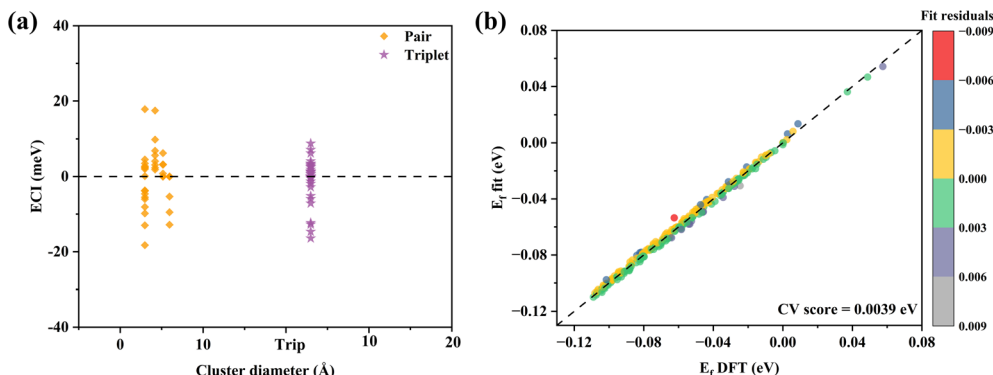 (a)
40
20
0
−20
−40
ECI (meV)
Pair
Triplet
0
10
Trip
10
20
Cluster diameter (Å)
(b)
0.08
0.04
0.00
−0.04
−0.08
−0.12
E_f fit (eV)
CV score = 0.0039 eV
−0.12
−0.08
−0.04
0.00
0.04
0.08
E_f DFT (eV)
Fit residuals
−0.009
−0.006
−0.003
0.000
0.003
0.006
0.009